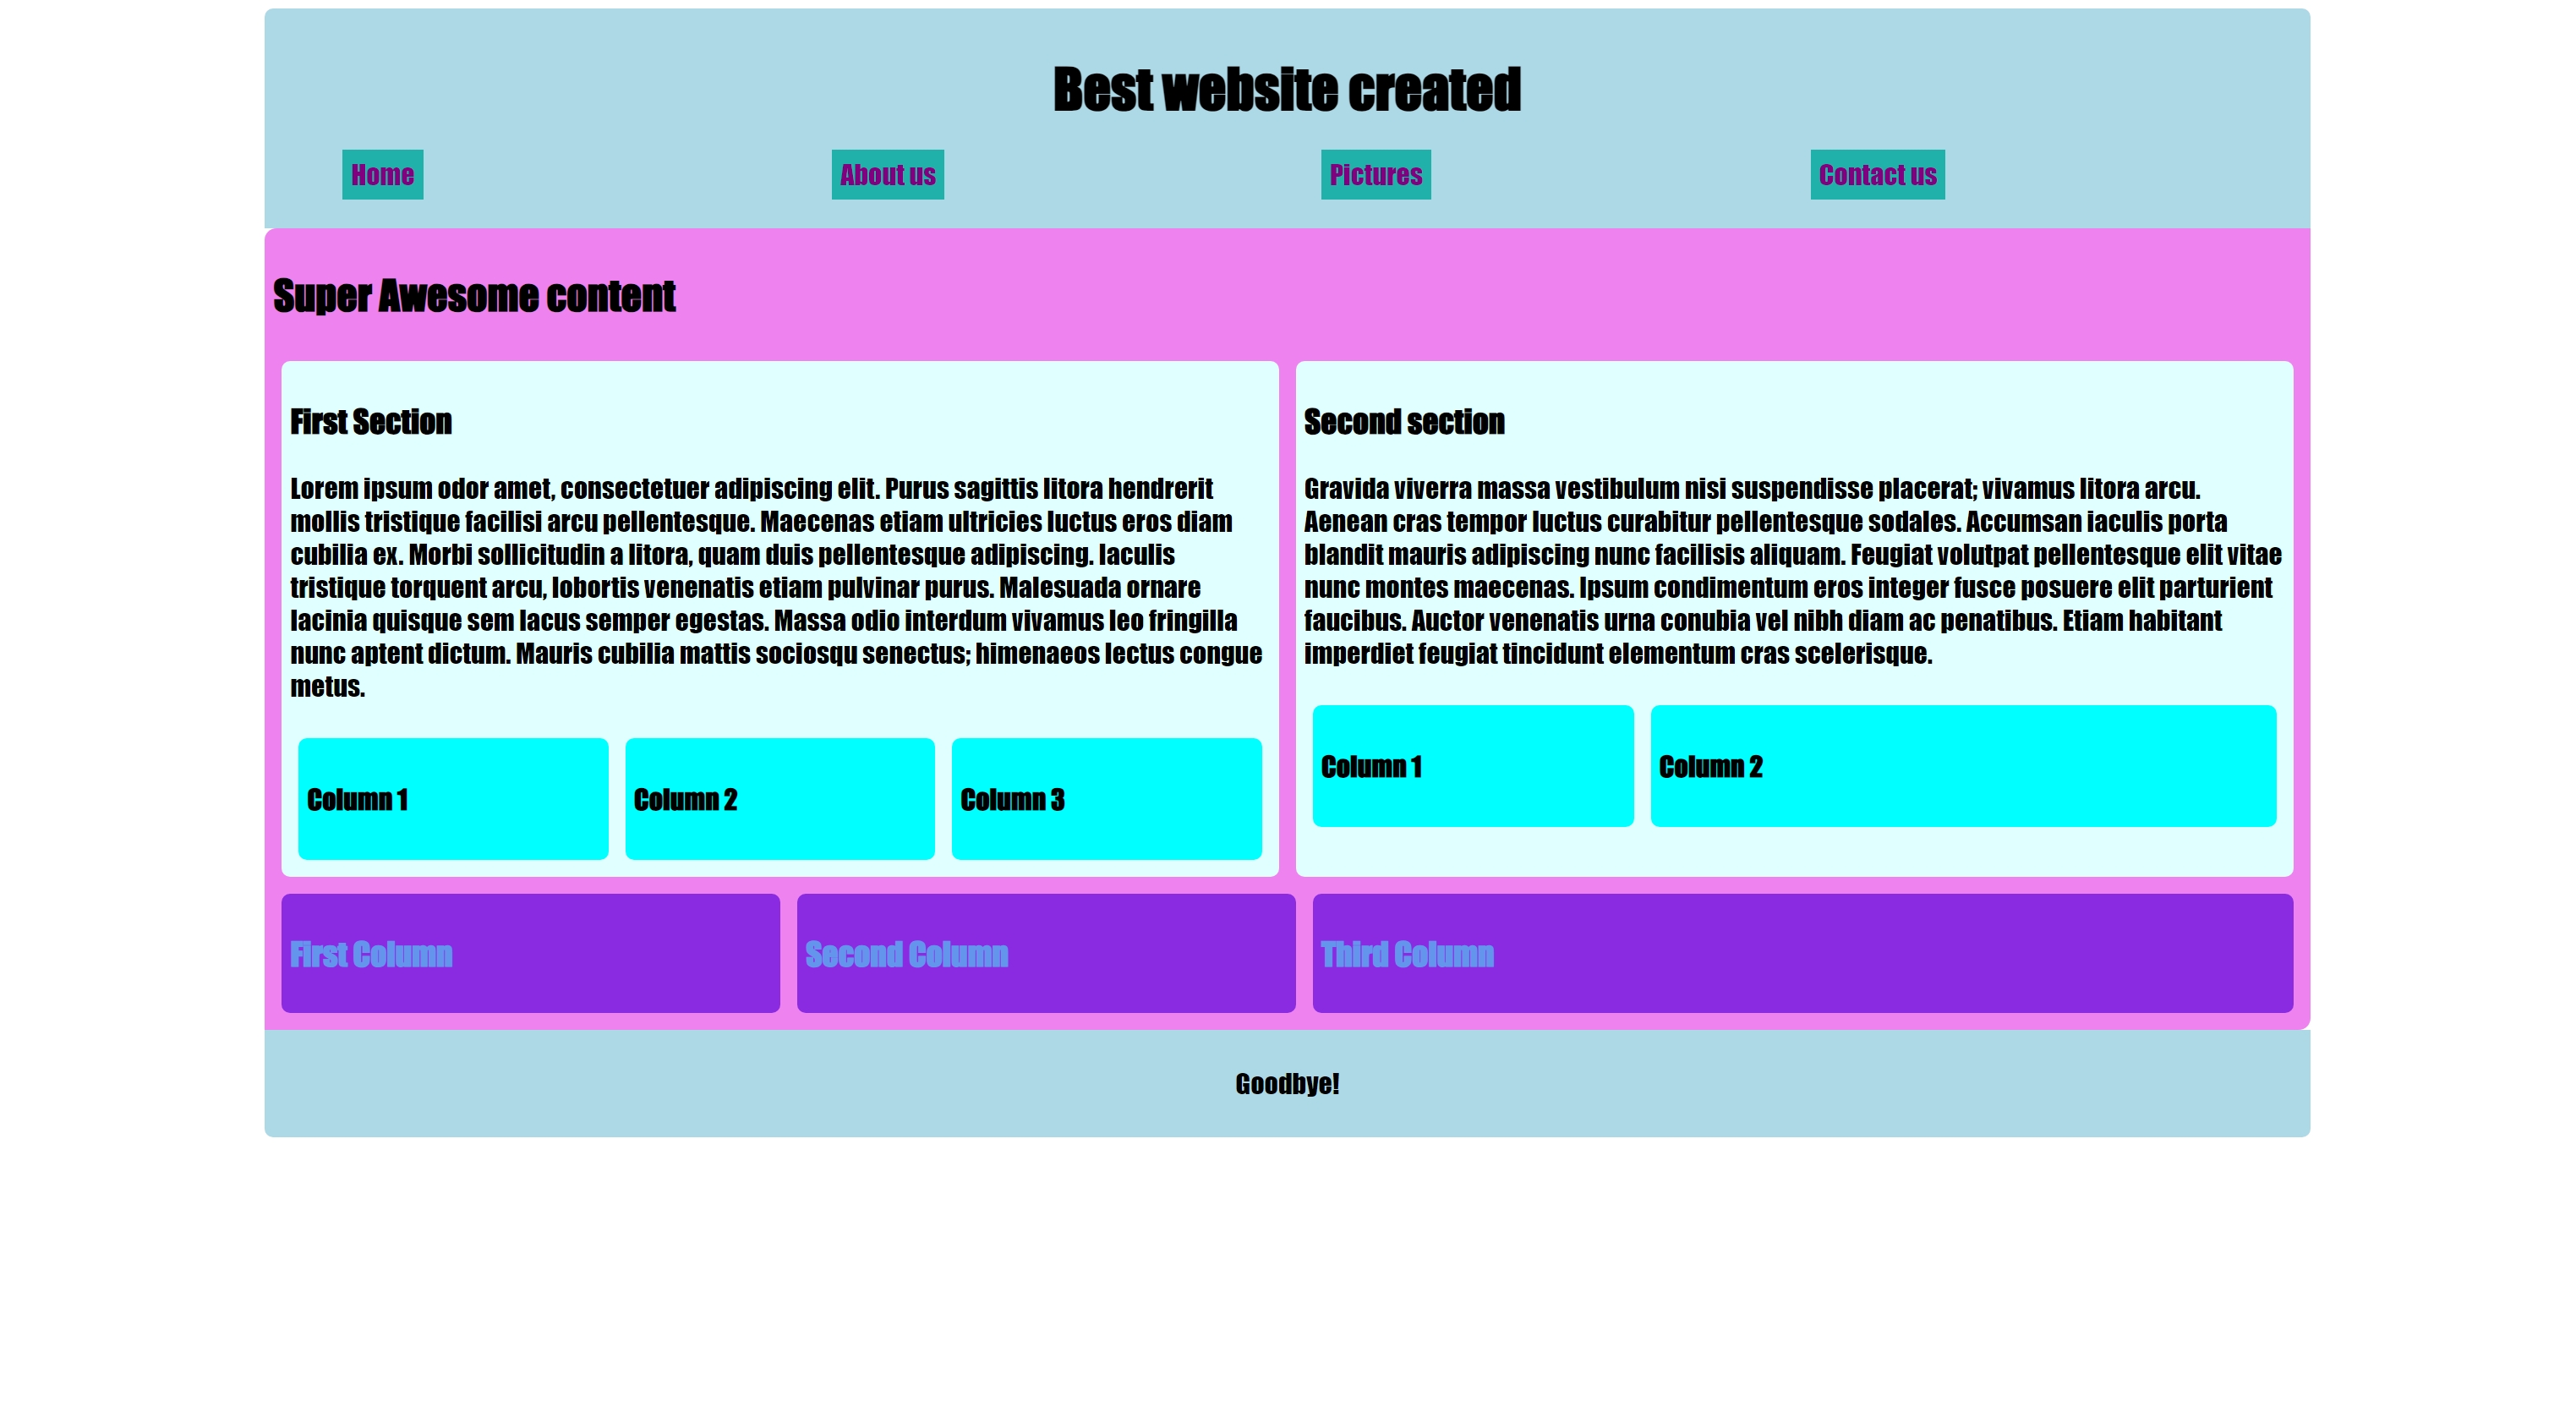 Best website created
Home About us Pictures Contact us
Super Awesome content
First Section
Lorem ipsum odor amet, consectetuer adipiscing elit. Purus sagittis litora hendrerit
mollis tristique facilisi arcu pellentesque. Maecenas etiam ultricies luctus eros diam
cubilia ex. Morbi sollicitudin a litora, quam duis pellentesque adipiscing. Iaculis
tristique torquent arcu, lobortis venenatis etiam pulvinar purus. Malesuada ornare
lacinia quisque sem lacus semper egestas. Massa odio interdum vivamus leo fringilla
nunc aptent dictum. Mauris cubilia mattis sociosqu senectus; himenaeos lectus congue
metus.
Column 1 Column 2 Column 3
Second section
Gravida viverra massa vestibulum nisi suspendisse placerat; vivamus litora arcu.
Aenean cras tempor luctus curabitur pellentesque sodales. Accumsan iaculis porta
blandit mauris adipiscing nunc facilisis aliquam. Feugiat volutpat pellentesque elit vitae
nunc montes maecenas. Ipsum condimentum eros integer fusce posuere elit parturient
faucibus. Auctor venenatis urna conubia vel nibh diam ac penatibus. Etiam habitant
imperdiet feugiat tincidunt elementum cras scelerisque.
Column 1 Column 2
First Column Second Column Third Column
Goodbye!